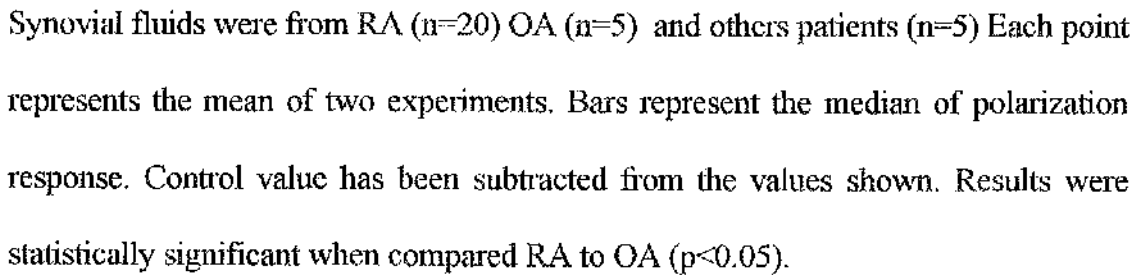 Synovial fluids were from RA (n=20) OA (n=5) and others patients (n=5) Each point
represents the mean of two experiments. Bars represent the median of polarization
response. Control value has been subtracted from the values shown. Results were
statistically significant when compared RA to OA (p<0.05).